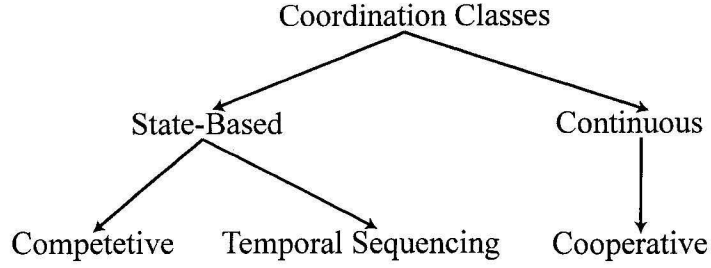 Coordination Classes
State-Based
Continuous
Competetive
Temporal Sequencing
Cooperative